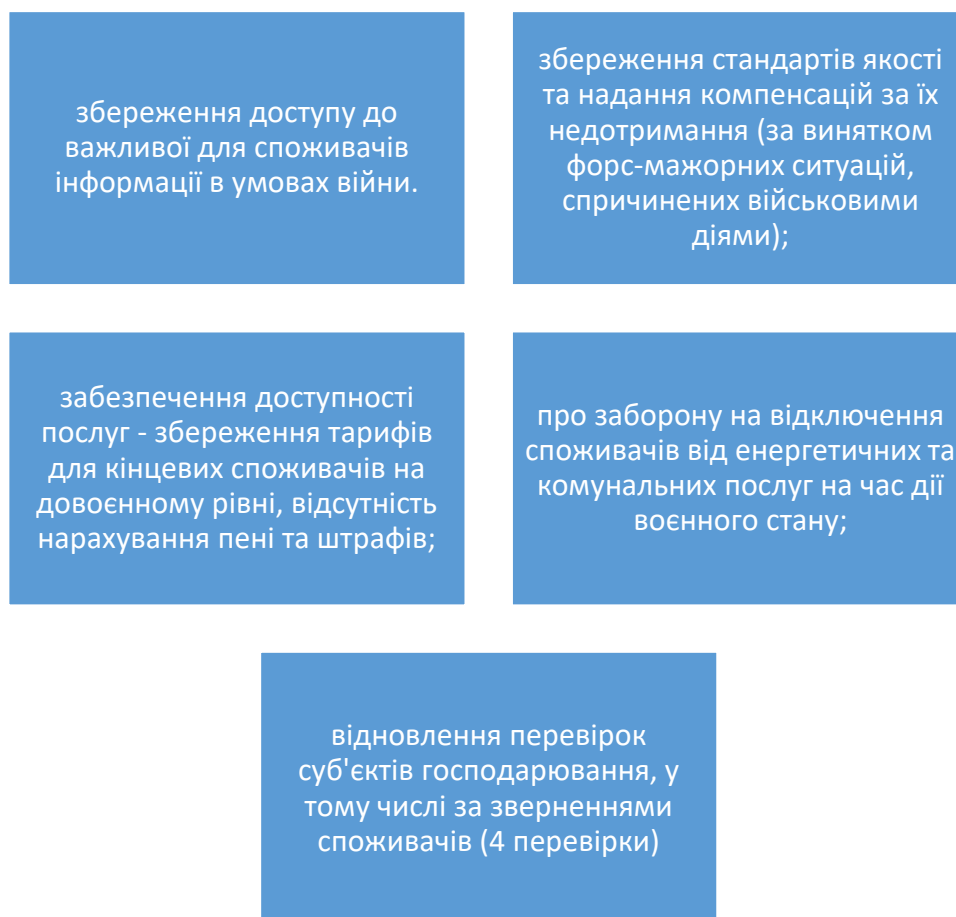 збереження доступу до
важливої для споживачів
інформації в умовах війни.
збереження стандартів якості
та надання компенсацій за їх
недотримання (за винятком
форс-мажорних ситуацій,
спричинених військовими
діями);
забезпечення доступності
послуг - збереження тарифів
для кінцевих споживачів на
довоєнному рівні, відсутність
нарахування пені та штрафів;
про заборону на відключення
споживачів від енергетичних та
комунальних послуг на час дії
воєнного стану;
відновлення перевірок
суб'єктів господарювання, у
тому числі за зверненнями
споживачів (4 перевірки)